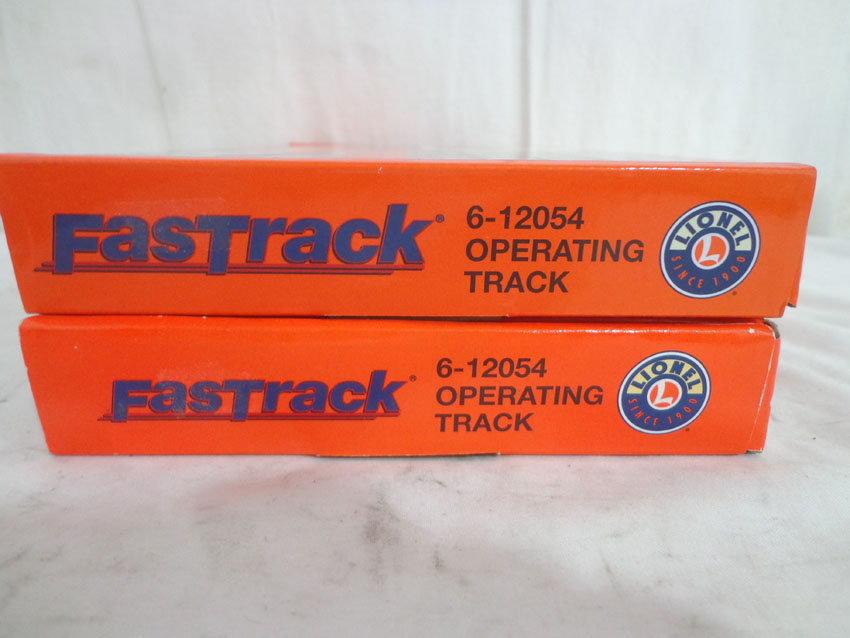 FasTrack®
6-12054
OPERATING
TRACK
LIONEL
L
SINCE 1900
FasTrack®
6-12054
OPERATING
TRACK
LIONEL
L
SINCE 1900